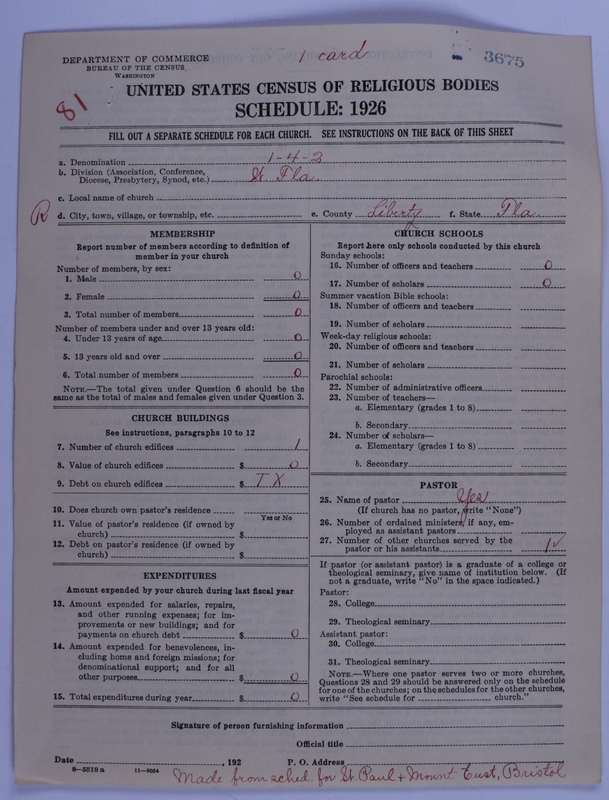 DEPARTMENT OF COMMERCE
BUREAU OF THE CENSUS
WASHINGTON
1 card
3675
81
UNITED STATES CENSUS OF RELIGIOUS BODIES
SCHEDULE: 1926
FILL OUT A SEPARATE SCHEDULE FOR EACH CHURCH. SEE INSTRUCTIONS ON THE BACK OF THIS SHEET
a. Denomination 1-4-2
b. Division (Association, Conference,
Diocese, Presbytery, Synod, etc.) W. Fla.
c. Local name of church
R d. City, town, village, or township, etc. e. County Liberty f. State Fla.
MEMBERSHIP
Report number of members according to definition of
member in your church
Number of members, by sex:
1. Male 0
2. Female 0
3. Total number of members 0
Number of members under and over 13 years old:
4. Under 13 years of age 0
5. 13 years old and over 0
6. Total number of members 0
NOTE.—The total given under Question 6 should be the
same as the total of males and females given under Question 3.
CHURCH BUILDINGS
See instructions, paragraphs 10 to 12
7. Number of church edifices 1
8. Value of church edifices $ 0
9. Debt on church edifices $ TX
10. Does church own pastor's residence
Yes or No
11. Value of pastor's residence (if owned by
church) $
12. Debt on pastor's residence (if owned by
church) $
EXPENDITURES
Amount expended by your church during last fiscal year
13. Amount expended for salaries, repairs,
and other running expenses; for im-
provements or new buildings; and for
payments on church debt $ 0
14. Amount expended for benevolences, in-
cluding home and foreign missions; for
denominational support; and for all
other purposes $ 0
15. Total expenditures during year $ 0
CHURCH SCHOOLS
Report here only schools conducted by this church
Sunday schools:
16. Number of officers and teachers 0
17. Number of scholars 0
Summer vacation Bible schools:
18. Number of officers and teachers
19. Number of scholars
Week-day religious schools:
20. Number of officers and teachers
21. Number of scholars
Parochial schools:
22. Number of administrative officers
23. Number of teachers—
a. Elementary (grades 1 to 8)
b. Secondary
24. Number of scholars—
a. Elementary (grades 1 to 8)
b. Secondary
PASTOR
25. Name of pastor Yes
(If church has no pastor, write "None")
26. Number of ordained ministers, if any, em-
ployed as assistant pastors
27. Number of other churches served by the
pastor or his assistants 1✓
If pastor (or assistant pastor) is a graduate of a college or
theological seminary, give name of institution below. (If
not a graduate, write "No" in the space indicated.)
Pastor:
28. College
29. Theological seminary
Assistant pastor:
30. College
31. Theological seminary
NOTE.—Where one pastor serves two or more churches,
Questions 28 and 29 should be answered only on the schedule
for one of the churches; on the schedules for the other churches,
write "See schedule for church."
Signature of person furnishing information
Official title
Date , 192 P. O. Address
8—5519 a 11—9064
Made from sched. for St. Paul + Mount Eust, Bristol